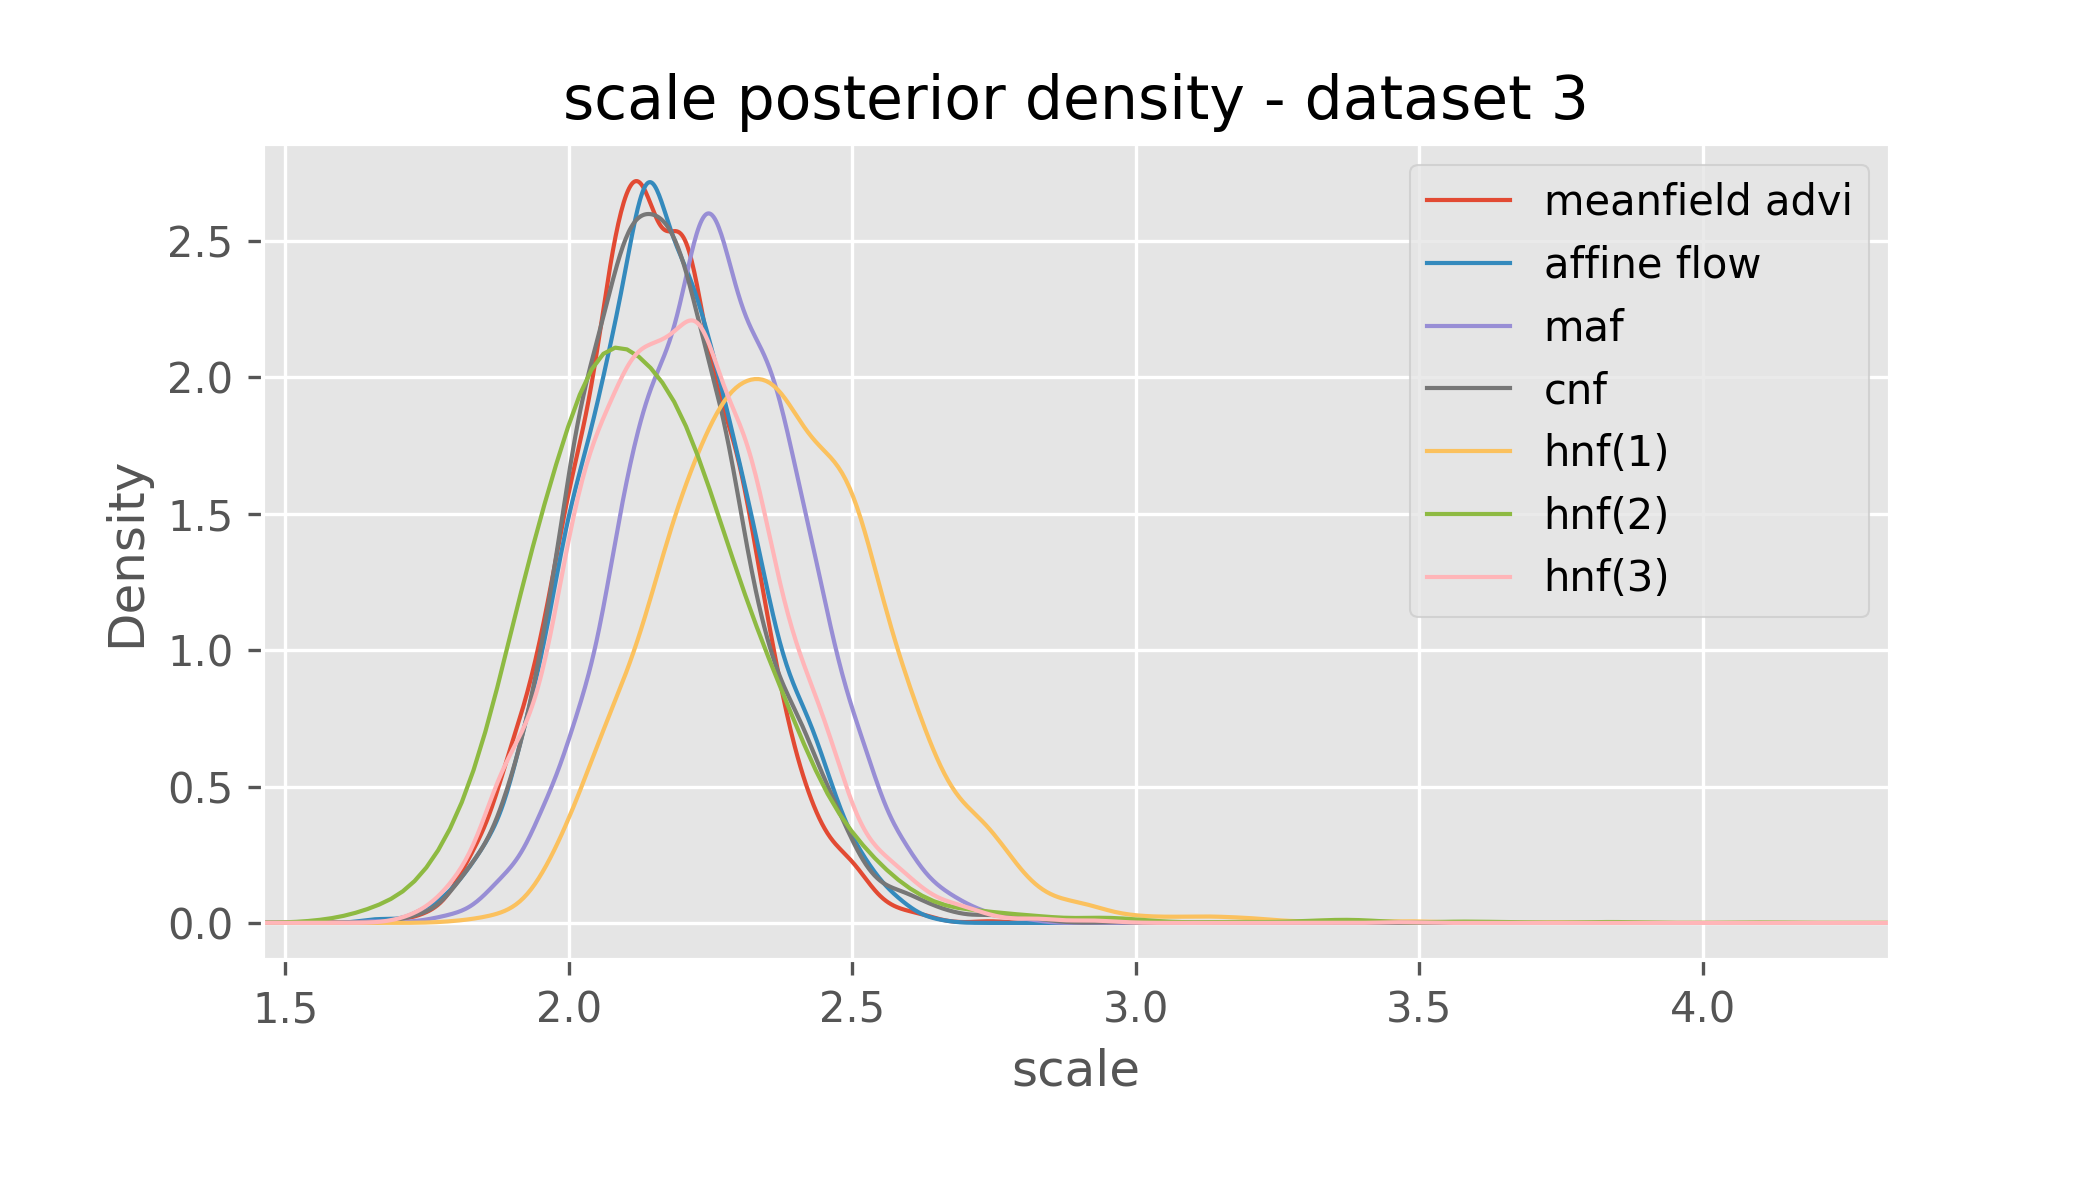 scale posterior density - dataset 3
meanfield advi
affine flow
maf
cnf
hnf(1)
hnf(2)
hnf(3)
Density
2.5
2.0
1.5
1.0
0.5
0.0
1.5 2.0 2.5 3.0 3.5 4.0
scale